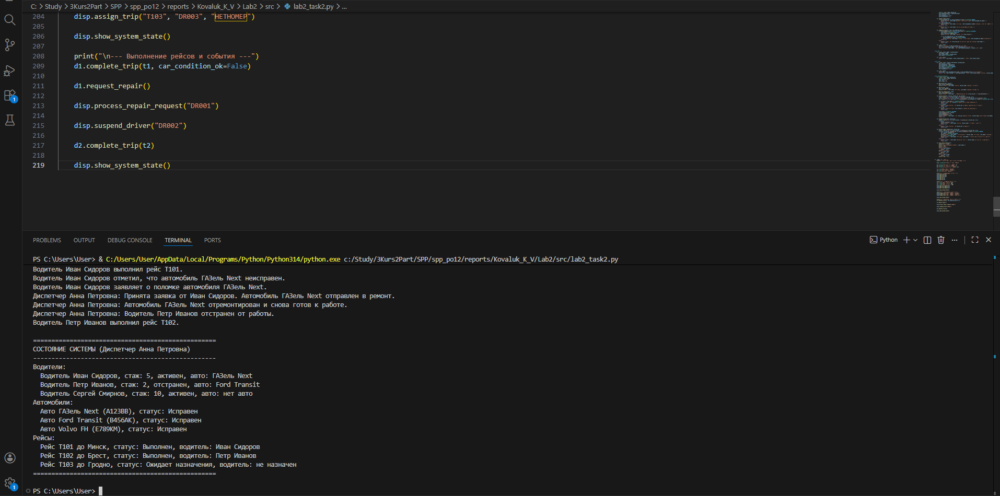 C: > Study > 3Kurs2Part > SPP > spp_po12 > reports > Kovaluk_K_V > Lab2 > src > lab2_task2.py > ...
204 disp.assign_trip("T103", "DR003", "НЕТНОМЕР")
205
206 disp.show_system_state()
207
208 print("\n--- Выполнение рейсов и события ---")
209 d1.complete_trip(t1, car_condition_ok=False)
210
211 d1.request_repair()
212
213 disp.process_repair_request("DR001")
214
215 disp.suspend_driver("DR002")
216
217 d2.complete_trip(t2)
218
219 disp.show_system_state()
1
PROBLEMS OUTPUT DEBUG CONSOLE TERMINAL PORTS Python
PS C:\Users\User> & C:/Users/User/AppData/Local/Programs/Python/Python314/python.exe c:/Study/3Kurs2Part/SPP/spp_po12/reports/Kovaluk_K_V/Lab2/src/lab2_task2.py
Водитель Иван Сидоров выполнил рейс T101.
Водитель Иван Сидоров отметил, что автомобиль ГАЗель Next неисправен.
Водитель Иван Сидоров заявляет о поломке автомобиля ГАЗель Next.
Диспетчер Анна Петровна: Принята заявка от Иван Сидоров. Автомобиль ГАЗель Next отправлен в ремонт.
Диспетчер Анна Петровна: Автомобиль ГАЗель Next отремонтирован и снова готов к работе.
Диспетчер Анна Петровна: Водитель Петр Иванов отстранен от работы.
Водитель Петр Иванов выполнил рейс T102.
==================================================
СОСТОЯНИЕ СИСТЕМЫ (Диспетчер Анна Петровна)
--------------------------------------------------
Водители:
Водитель Иван Сидоров, стаж: 5, активен, авто: ГАЗель Next
Водитель Петр Иванов, стаж: 2, отстранен, авто: Ford Transit
Водитель Сергей Смирнов, стаж: 10, активен, авто: нет авто
Автомобили:
Авто ГАЗель Next (A123BB), статус: Исправен
Авто Ford Transit (B456AK), статус: Исправен
Авто Volvo FH (E789KM), статус: Исправен
Рейсы:
Рейс T101 до Минск, статус: Выполнен, водитель: Иван Сидоров
Рейс T102 до Брест, статус: Выполнен, водитель: Петр Иванов
Рейс T103 до Гродно, статус: Ожидает назначения, водитель: не назначен
==================================================
1
PS C:\Users\User>